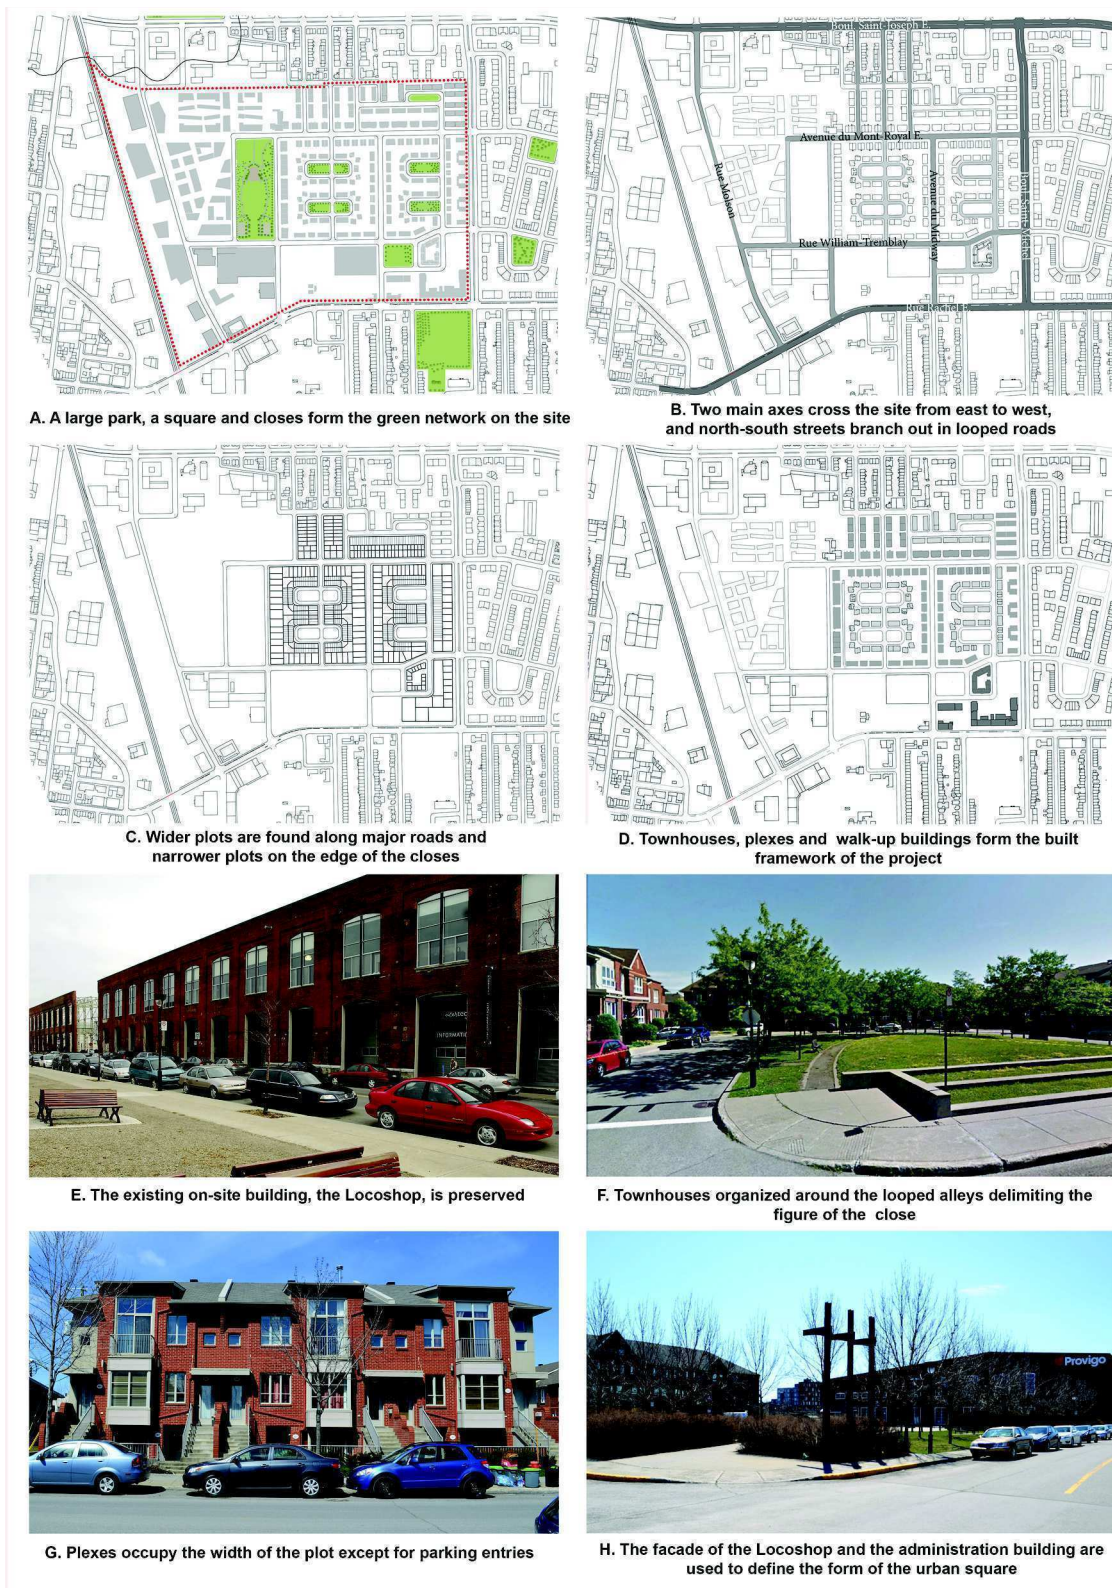 A. A large park, a square and closes form the green network on the site
Boul. Saint-Joseph E.
Avenue du Mont-Royal E.
Rue Molson
Avenue du Midway
Rue William-Tremblay
Rue Rachel E.
B. Two main axes cross the site from east to west,
and north-south streets branch out in looped roads
C. Wider plots are found along major roads and
narrower plots on the edge of the closes
D. Townhouses, plexes and walk-up buildings form the built
framework of the project
INFORMATI
E. The existing on-site building, the Locoshop, is preserved
F. Townhouses organized around the looped alleys delimiting the
figure of the close
G. Plexes occupy the width of the plot except for parking entries
Provigo
H. The facade of the Locoshop and the administration building are
used to define the form of the urban square